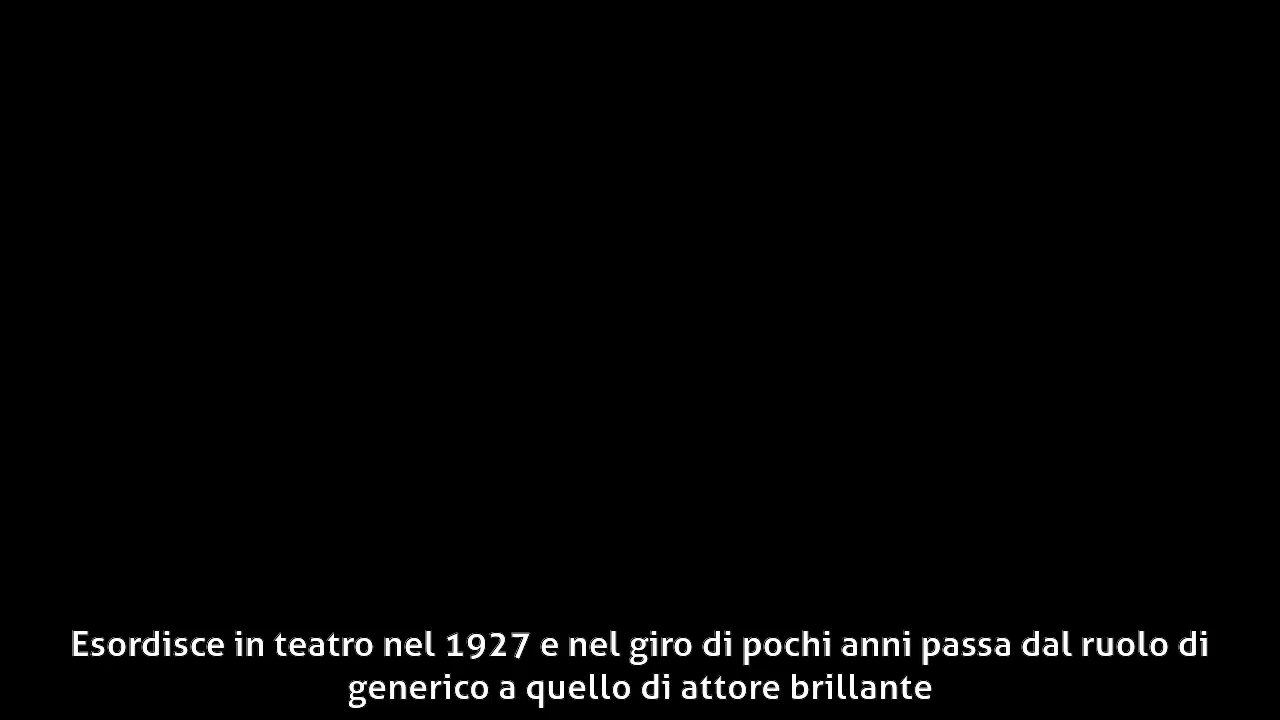 Esordisce in teatro nel 1927 e nel giro di pochi anni passa dal ruolo di
generico a quello di attore brillante